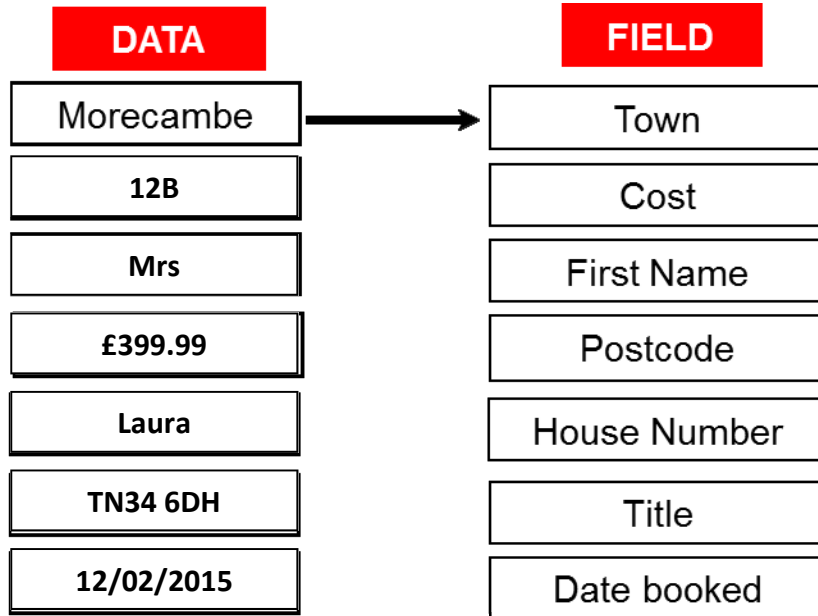 DATA
FIELD
Morecambe
Town
12B
Cost
Mrs
First Name
£399.99
Postcode
Laura
House Number
TN34 6DH
Title
12/02/2015
Date booked